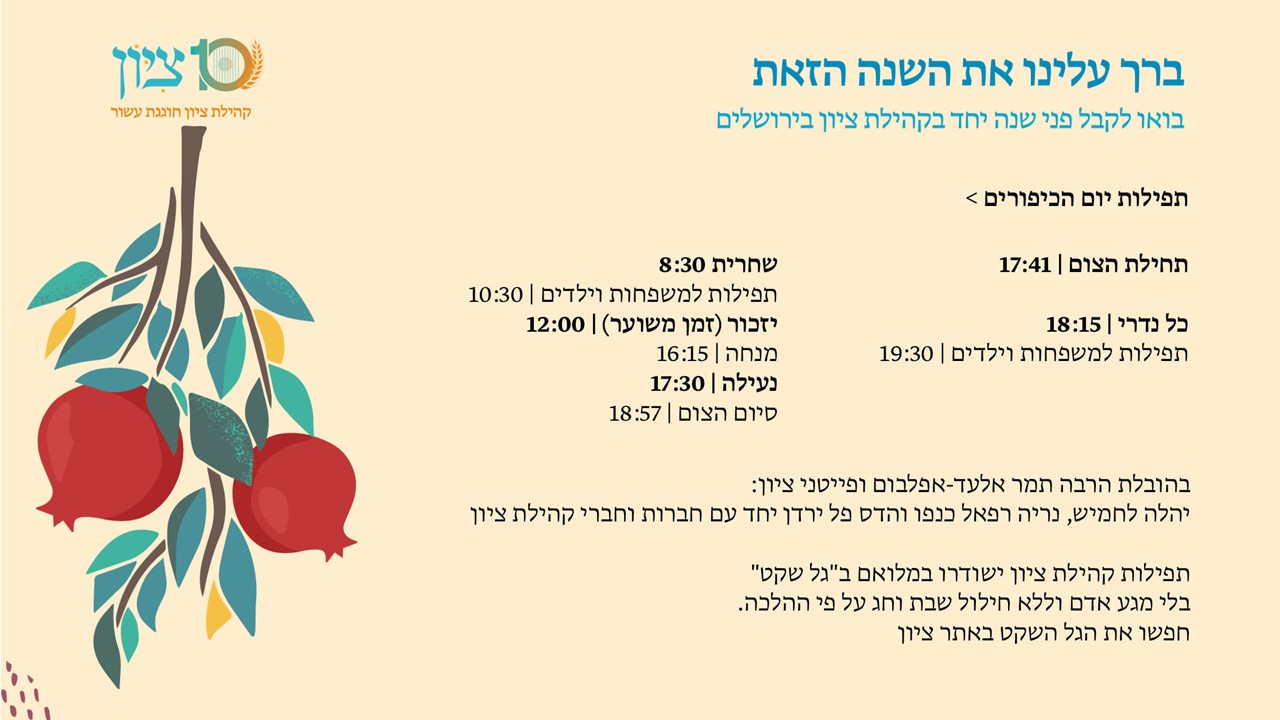 ציון 10
קהילת ציון חוגגת עשור
ברך עלינו את השנה הזאת
בואו לקבל פני שנה יחד בקהילת ציון בירושלים
תפילות יום הכיפורים >
תחילת הצום | 17:41
כל נדרי | 18:15
תפילות למשפחות וילדים | 19:30
שחרית 8:30
תפילות למשפחות וילדים | 10:30
יזכור (זמן משוער) | 12:00
מנחה | 16:15
נעילה | 17:30
סיום הצום | 18:57
בהובלת הרבה תמר אלעד-אפלבום ופייטני ציון:
יהלה לחמיש, נריה רפאל כנפו והדס פל ירדן יחד עם חברות וחברי קהילת ציון
תפילות קהילת ציון ישודרו במלואם ב"גל שקט"
בלי מגע אדם וללא חילול שבת וחג על פי ההלכה.
חפשו את הגל השקט באתר ציון